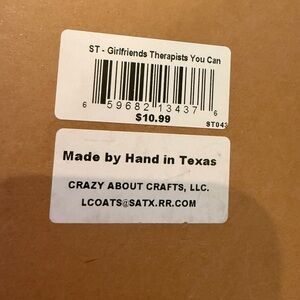 ST - Girlfriends Therapists You Can
6 59682 13437 6
$10.99
ST043
Made by Hand in Texas
CRAZY ABOUT CRAFTS, LLC.
LCOATS@SATX.RR.COM